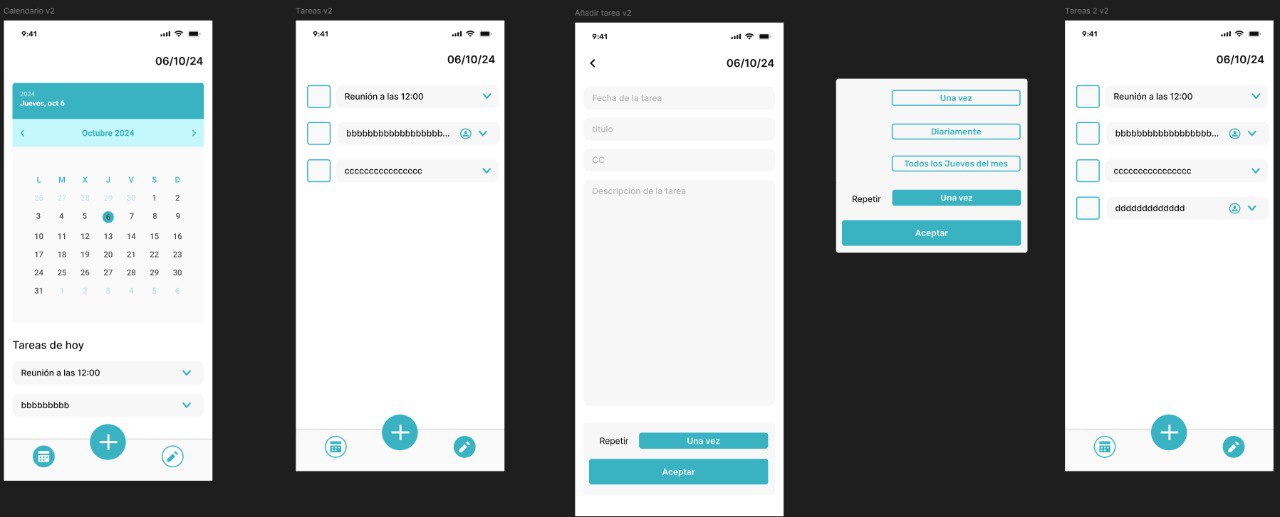 Calendario v2
9:41
06/10/24
2024
Jueves, oct 6
Octubre 2024
L M X J V S D
26 27 28 29 30 1 2
3 4 5 6 7 8 9
10 11 12 13 14 15 16
17 18 19 20 21 22 23
24 25 26 27 28 29 30
31 1 2 3 4 5 6
Tareas de hoy
Reunión a las 12:00
bbbbbbbbb
Tareas v2
9:41
06/10/24
Reunión a las 12:00
bbbbbbbbbbbbbbbbbb...
cccccccccccccccc
Añadir tarea v2
9:41
06/10/24
Fecha de la tarea
título
CC
Descripción de la tarea
Repetir Una vez
Aceptar
Una vez
Diariamente
Todos los Jueves del mes
Repetir Una vez
Aceptar
Tareas 2 v2
9:41
06/10/24
Reunión a las 12:00
bbbbbbbbbbbbbbbbbb...
cccccccccccccccc
ddddddddddddd